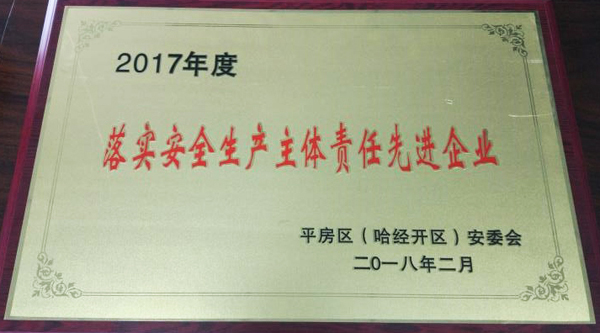 2017年度
落实安全生产主体责任先进企业
平房区（哈经开区）安委会
二0一八年二月